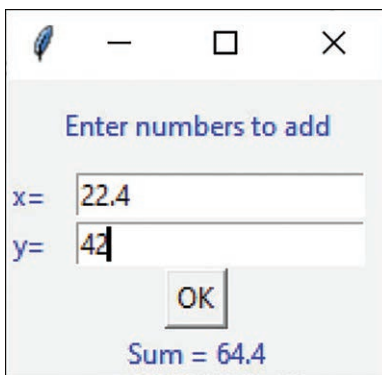 Enter numbers to add
x= 22.4
y= 42
OK
Sum = 64.4